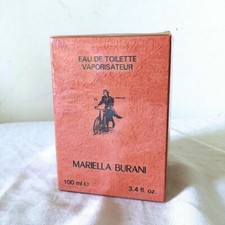 EAU DE TOILETTE
VAPORISATEUR
MARIELLA BURANI
100 ml ℮ 3.4 fl. oz.